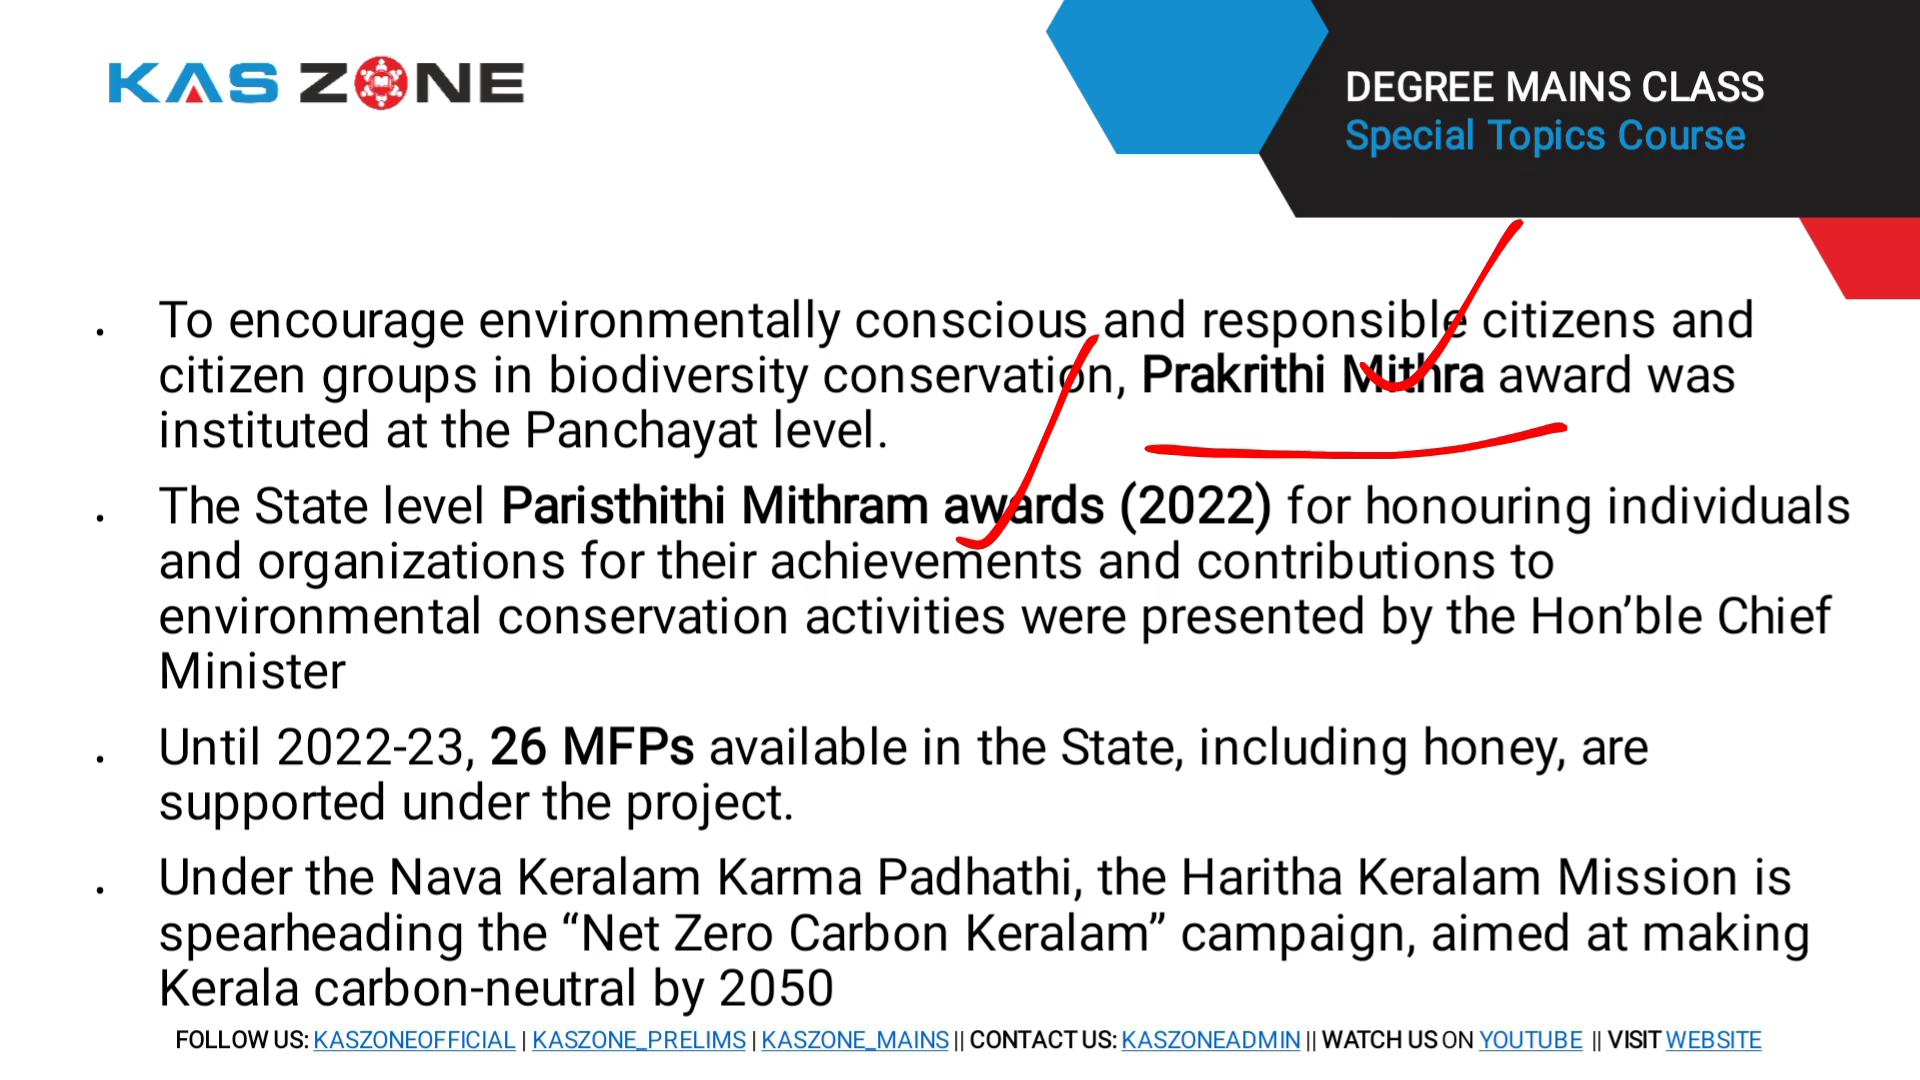 KAS ZONE
DEGREE MAINS CLASS
Special Topics Course
. To encourage environmentally conscious and responsible citizens and
citizen groups in biodiversity conservation, Prakrithi Mithra award was
instituted at the Panchayat level.
. The State level Paristhithi Mithram awards (2022) for honouring individuals
and organizations for their achievements and contributions to
environmental conservation activities were presented by the Hon’ble Chief
Minister
. Until 2022-23, 26 MFPs available in the State, including honey, are
supported under the project.
. Under the Nava Keralam Karma Padhathi, the Haritha Keralam Mission is
spearheading the “Net Zero Carbon Keralam” campaign, aimed at making
Kerala carbon-neutral by 2050
FOLLOW US: KASZONEOFFICIAL | KASZONE_PRELIMS | KASZONE_MAINS || CONTACT US: KASZONEADMIN || WATCH US ON YOUTUBE || VISIT WEBSITE